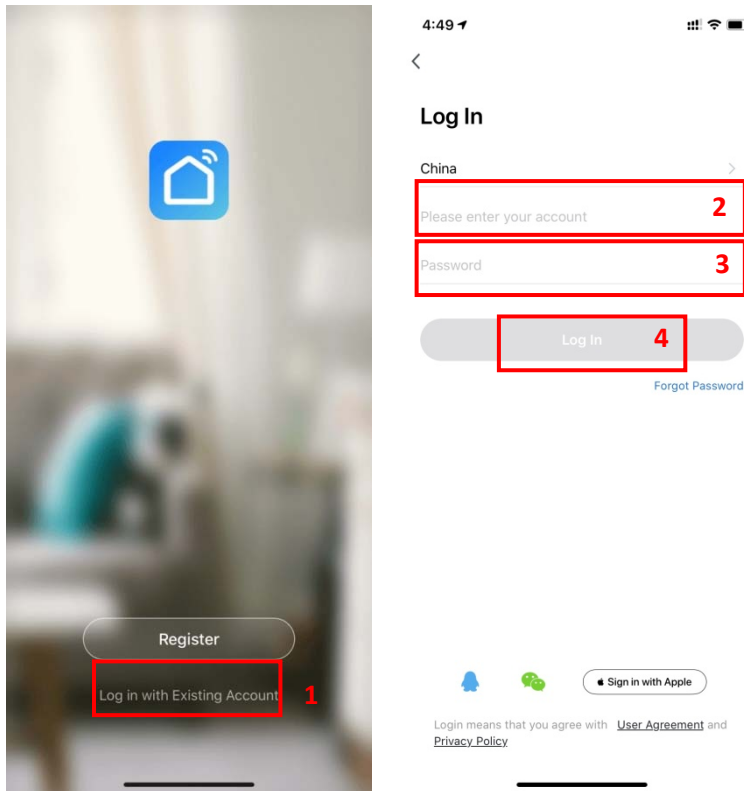 Register
Log in with Existing Account 1
4:49
Log In
China
Please enter your account 2
Password 3
Log In 4
Forgot Password
Sign in with Apple
Login means that you agree with User Agreement and
Privacy Policy